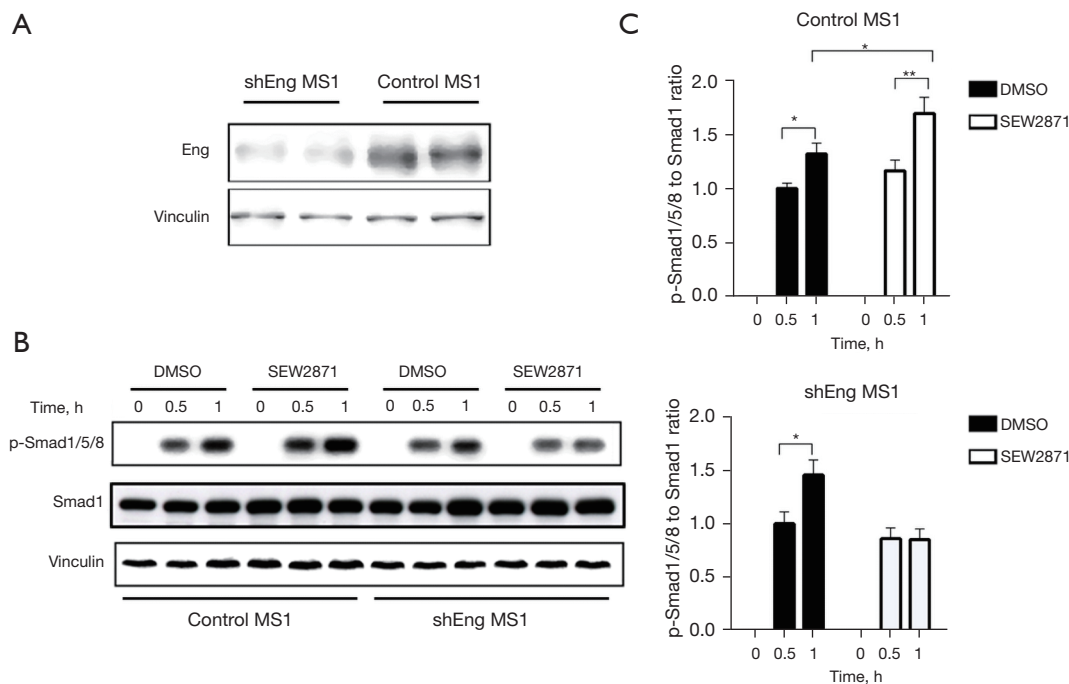 A
shEng MS1 Control MS1
Eng
Vinculin
B
DMSO SEW2871 DMSO SEW2871
Time, h 0 0.5 1 0 0.5 1 0 0.5 1 0 0.5 1
p-Smad1/5/8
Smad1
Vinculin
Control MS1 shEng MS1
C
Control MS1
p-Smad1/5/8 to Smad1 ratio
2.0
1.5
1.0
0.5
0.0
*
*
**
DMSO
SEW2871
0 0.5 1 0 0.5 1
Time, h
shEng MS1
p-Smad1/5/8 to Smad1 ratio
2.0
1.5
1.0
0.5
0.0
*
DMSO
SEW2871
0 0.5 1 0 0.5 1
Time, h